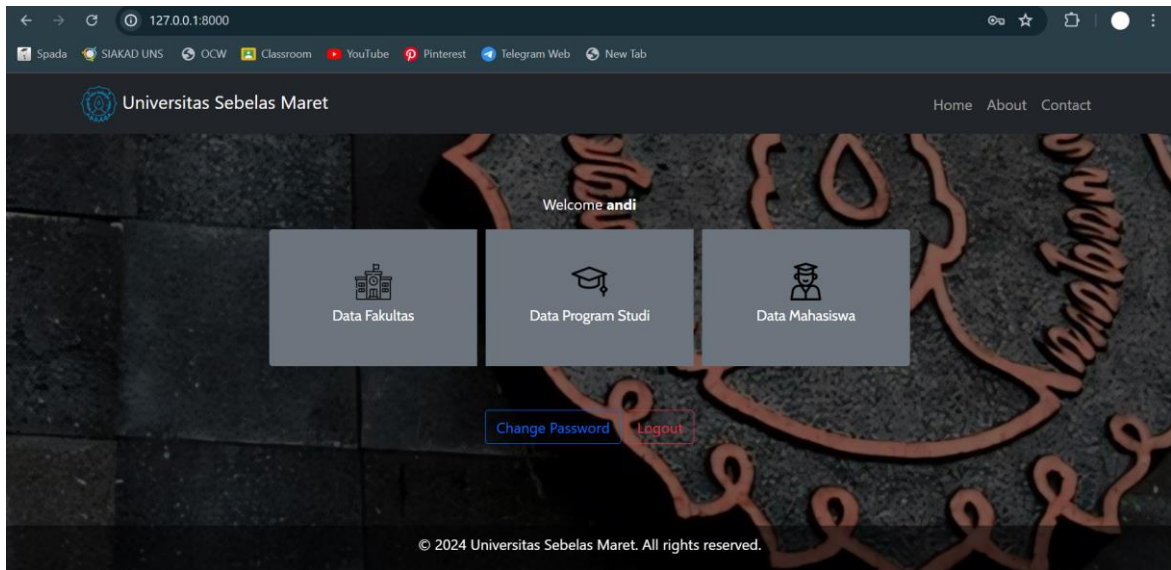 127.0.0.1:8000
Spada SIAKAD UNS OCW Classroom YouTube Pinterest Telegram Web New Tab
Universitas Sebelas Maret Home About Contact
Welcome andi
Data Fakultas Data Program Studi Data Mahasiswa
Change Password Logout
© 2024 Universitas Sebelas Maret. All rights reserved.